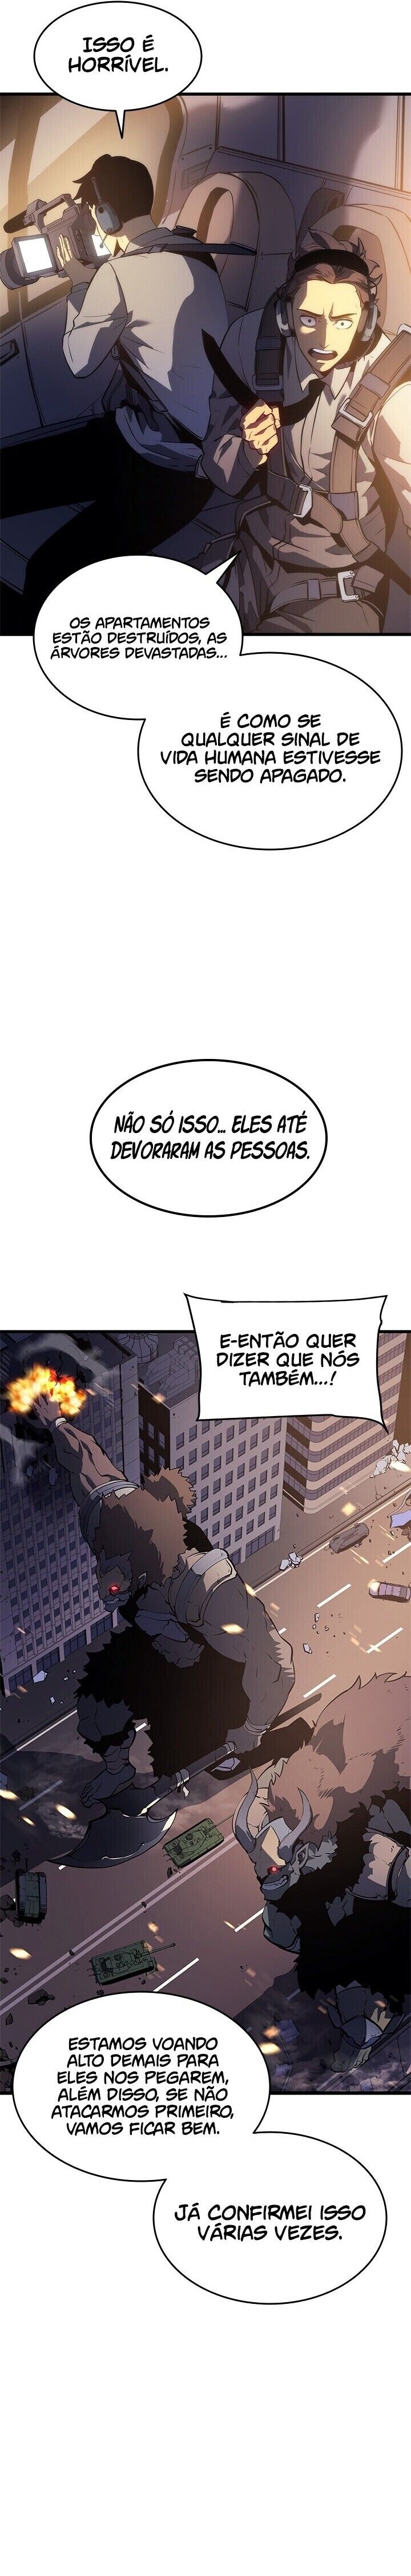 ISSO É
HORRÍVEL.
OS APARTAMENTOS
ESTÃO DESTRUÍDOS, AS
ÁRVORES DEVASTADAS...
É COMO SE
QUALQUER SINAL DE
VIDA HUMANA ESTIVESSE
SENDO APAGADO.
NÃO SÓ ISSO... ELES ATÉ
DEVORARAM AS PESSOAS.
E-ENTÃO QUER
DIZER QUE NÓS
TAMBÉM...!
ESTAMOS VOANDO
ALTO DEMAIS PARA
ELES NOS PEGAREM,
ALÉM DISSO, SE NÃO
ATACARMOS PRIMEIRO,
VAMOS FICAR BEM.
JÁ CONFIRMEI ISSO
VÁRIAS VEZES.